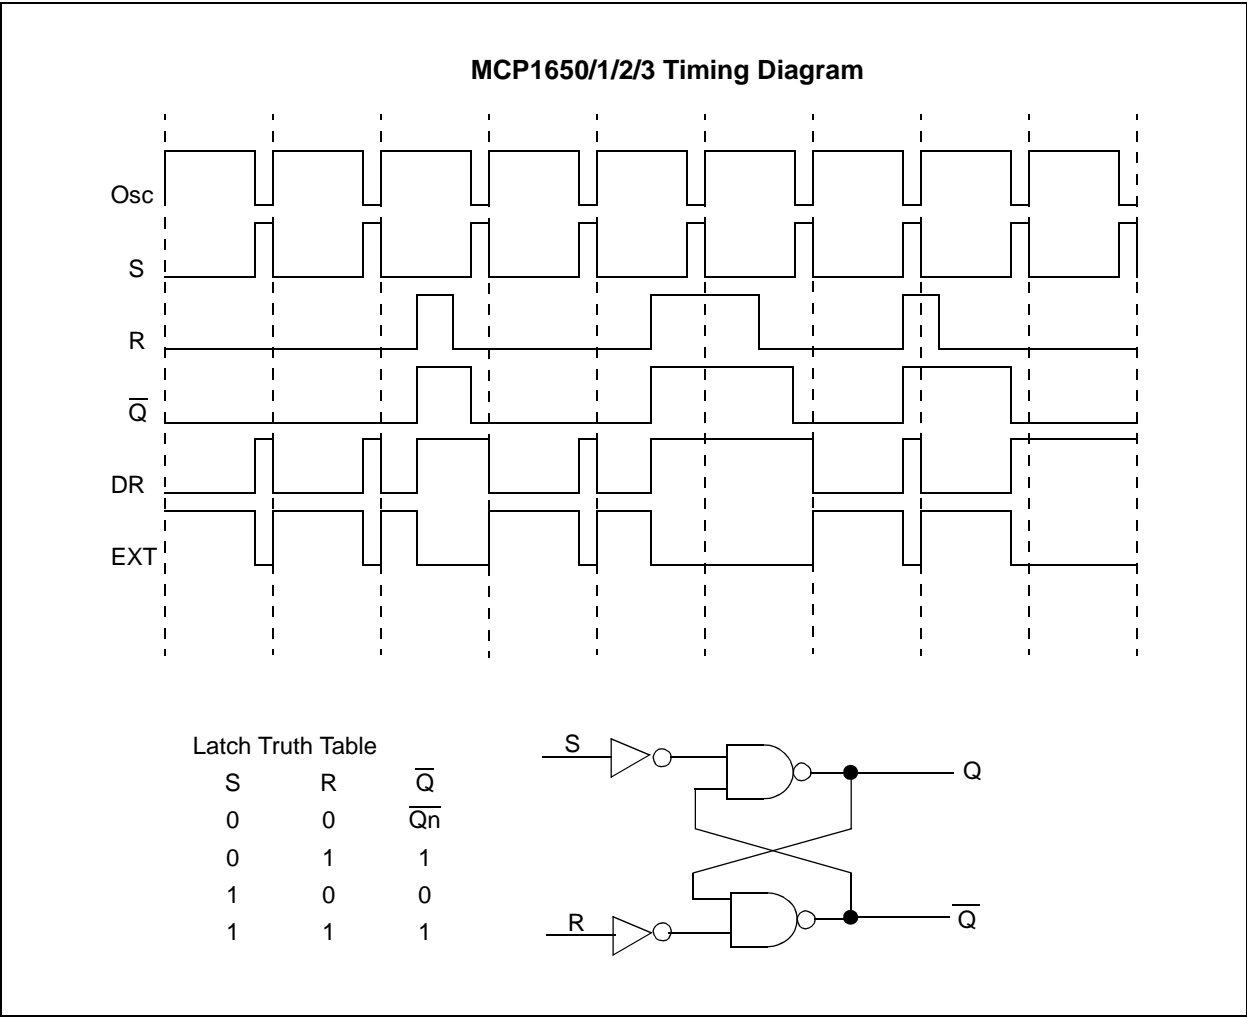 MCP1650/1/2/3 Timing Diagram
Osc
S
R
Q̅
DR
EXT
Latch Truth Table
S R Q̅
0 0 Q̅n̅
0 1 1
1 0 0
1 1 1
S
Q
R
Q̅